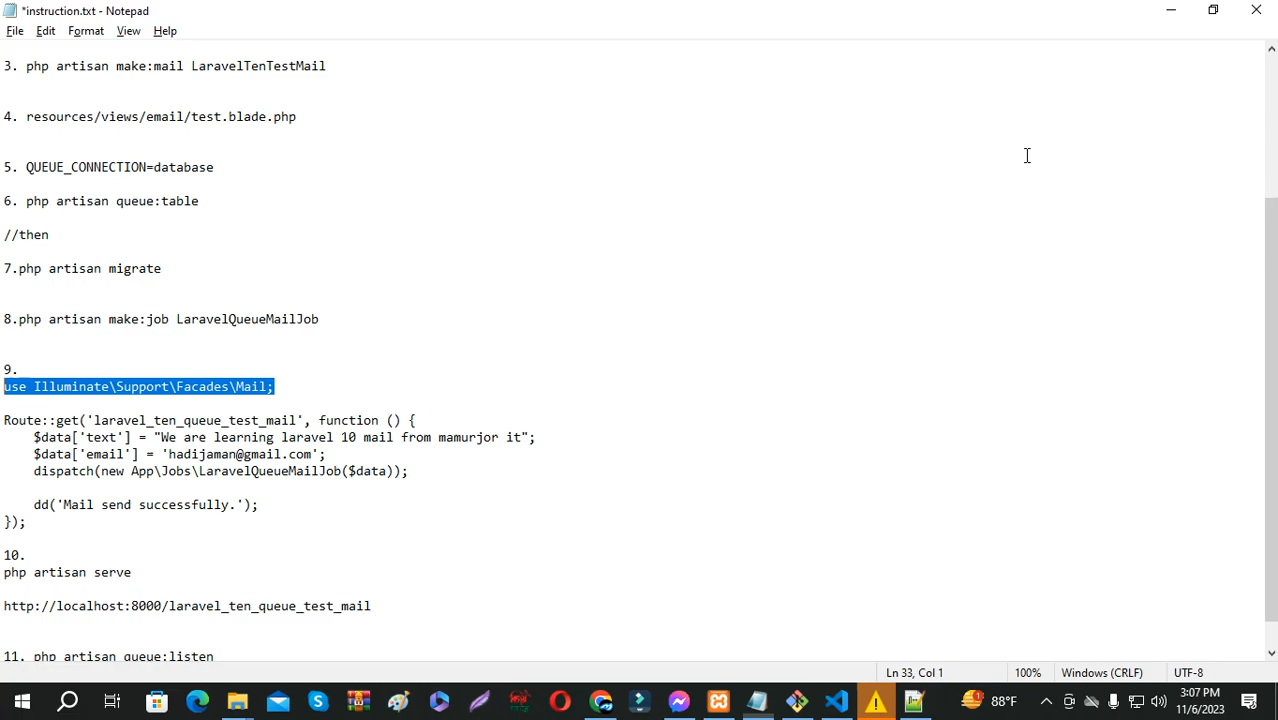 *instruction.txt - Notepad
File Edit Format View Help
3. php artisan make:mail LaravelTenTestMail
4. resources/views/email/test.blade.php
5. QUEUE_CONNECTION=database
6. php artisan queue:table
//then
7.php artisan migrate
8.php artisan make:job LaravelQueueMailJob
9.
use Illuminate\Support\Facades\Mail;
Route::get('laravel_ten_queue_test_mail', function () {
    $data['text'] = "We are learning laravel 10 mail from mamurjor it";
    $data['email'] = 'hadijaman@gmail.com';
    dispatch(new App\Jobs\LaravelQueueMailJob($data));
    dd('Mail send successfully.');
});
10.
php artisan serve
http://localhost:8000/laravel_ten_queue_test_mail
11. php artisan queue:listen
Ln 33, Col 1 100% Windows (CRLF) UTF-8
88°F
3:07 PM
11/6/2023